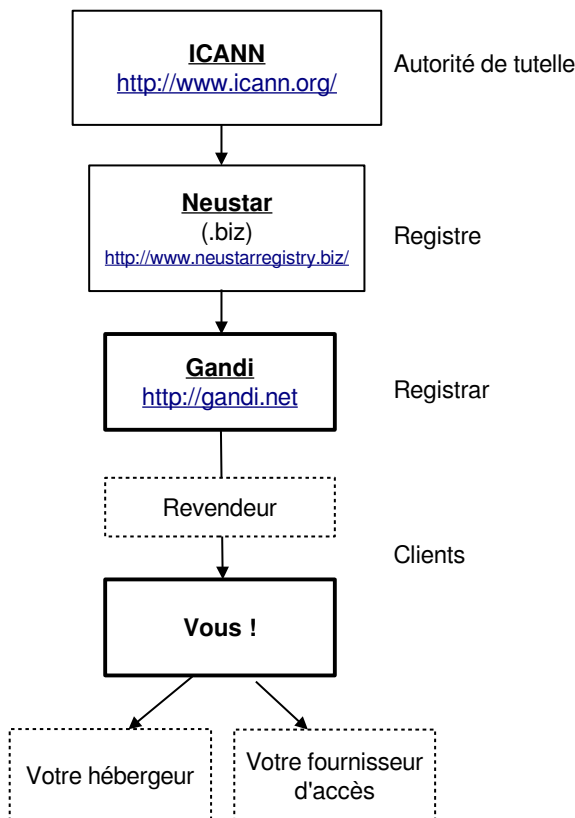 ICANN
http://www.icann.org/
Autorité de tutelle
Neustar
(.biz)
http://www.neustarregistry.biz/
Registre
Gandi
http://gandi.net
Registrar
Revendeur
Clients
Vous !
Votre hébergeur
Votre fournisseur
d'accès